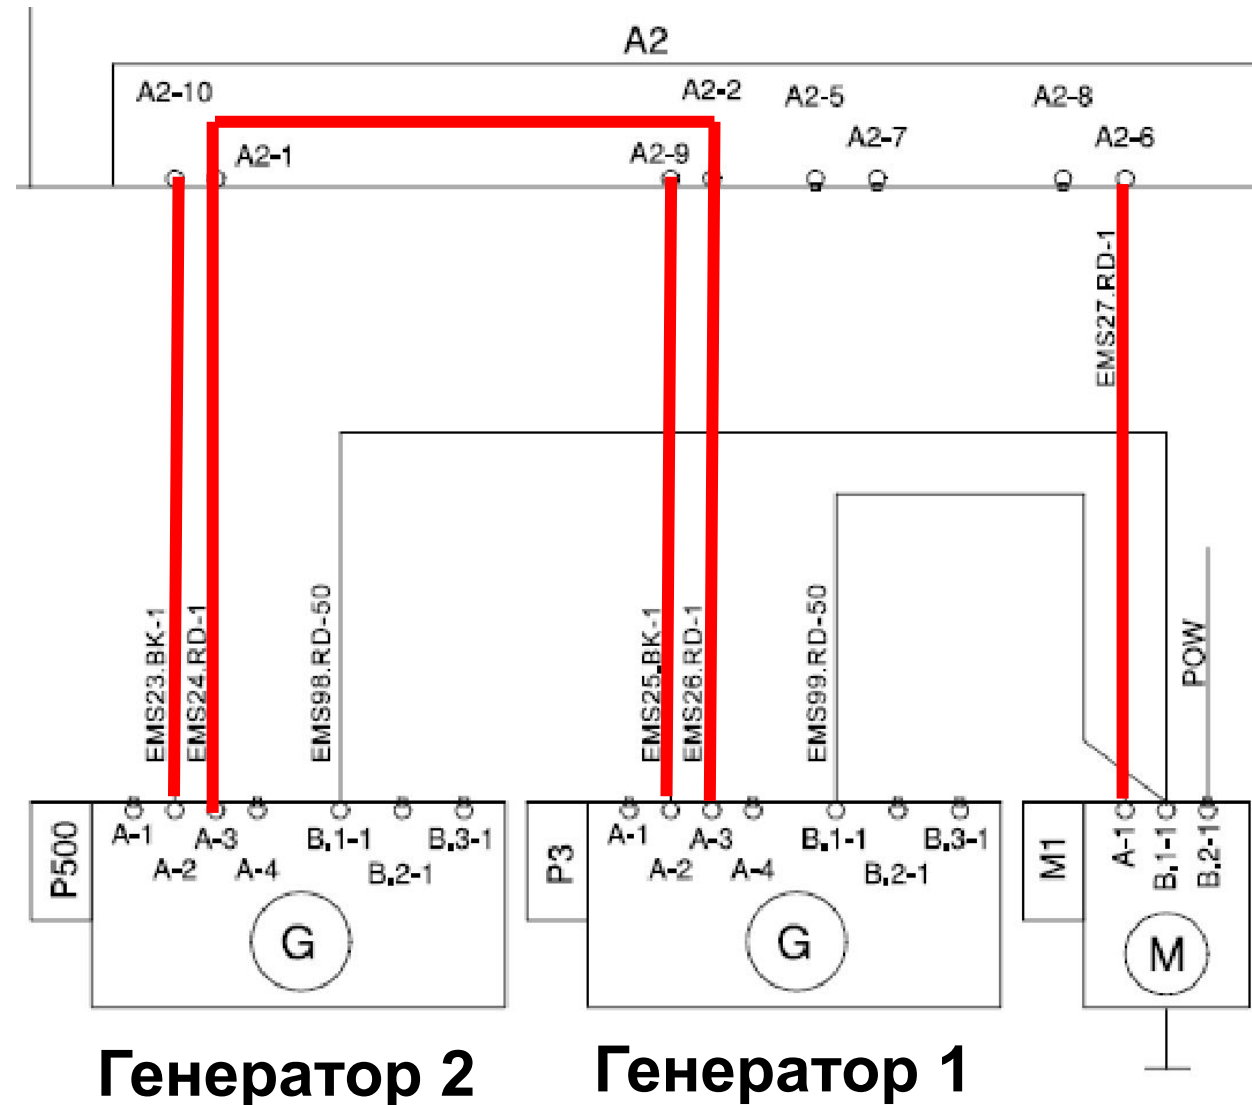 A2
A2-10
A2-2
A2-5
A2-8
A2-1
A2-9
A2-7
A2-6
EMS27.RD-1
EMS23.BK-1
EMS24.RD-1
EMS98.RD-50
EMS25.BK-1
EMS26.RD-1
EMS99.RD-50
POW
P500
A-1
A-2
A-3
A-4
B.1-1
B.2-1
B.3-1
G
P3
A-1
A-2
A-3
A-4
B.1-1
B.2-1
B.3-1
G
M1
A-1
B.1-1
B.2-1
M
Генератор 2
Генератор 1